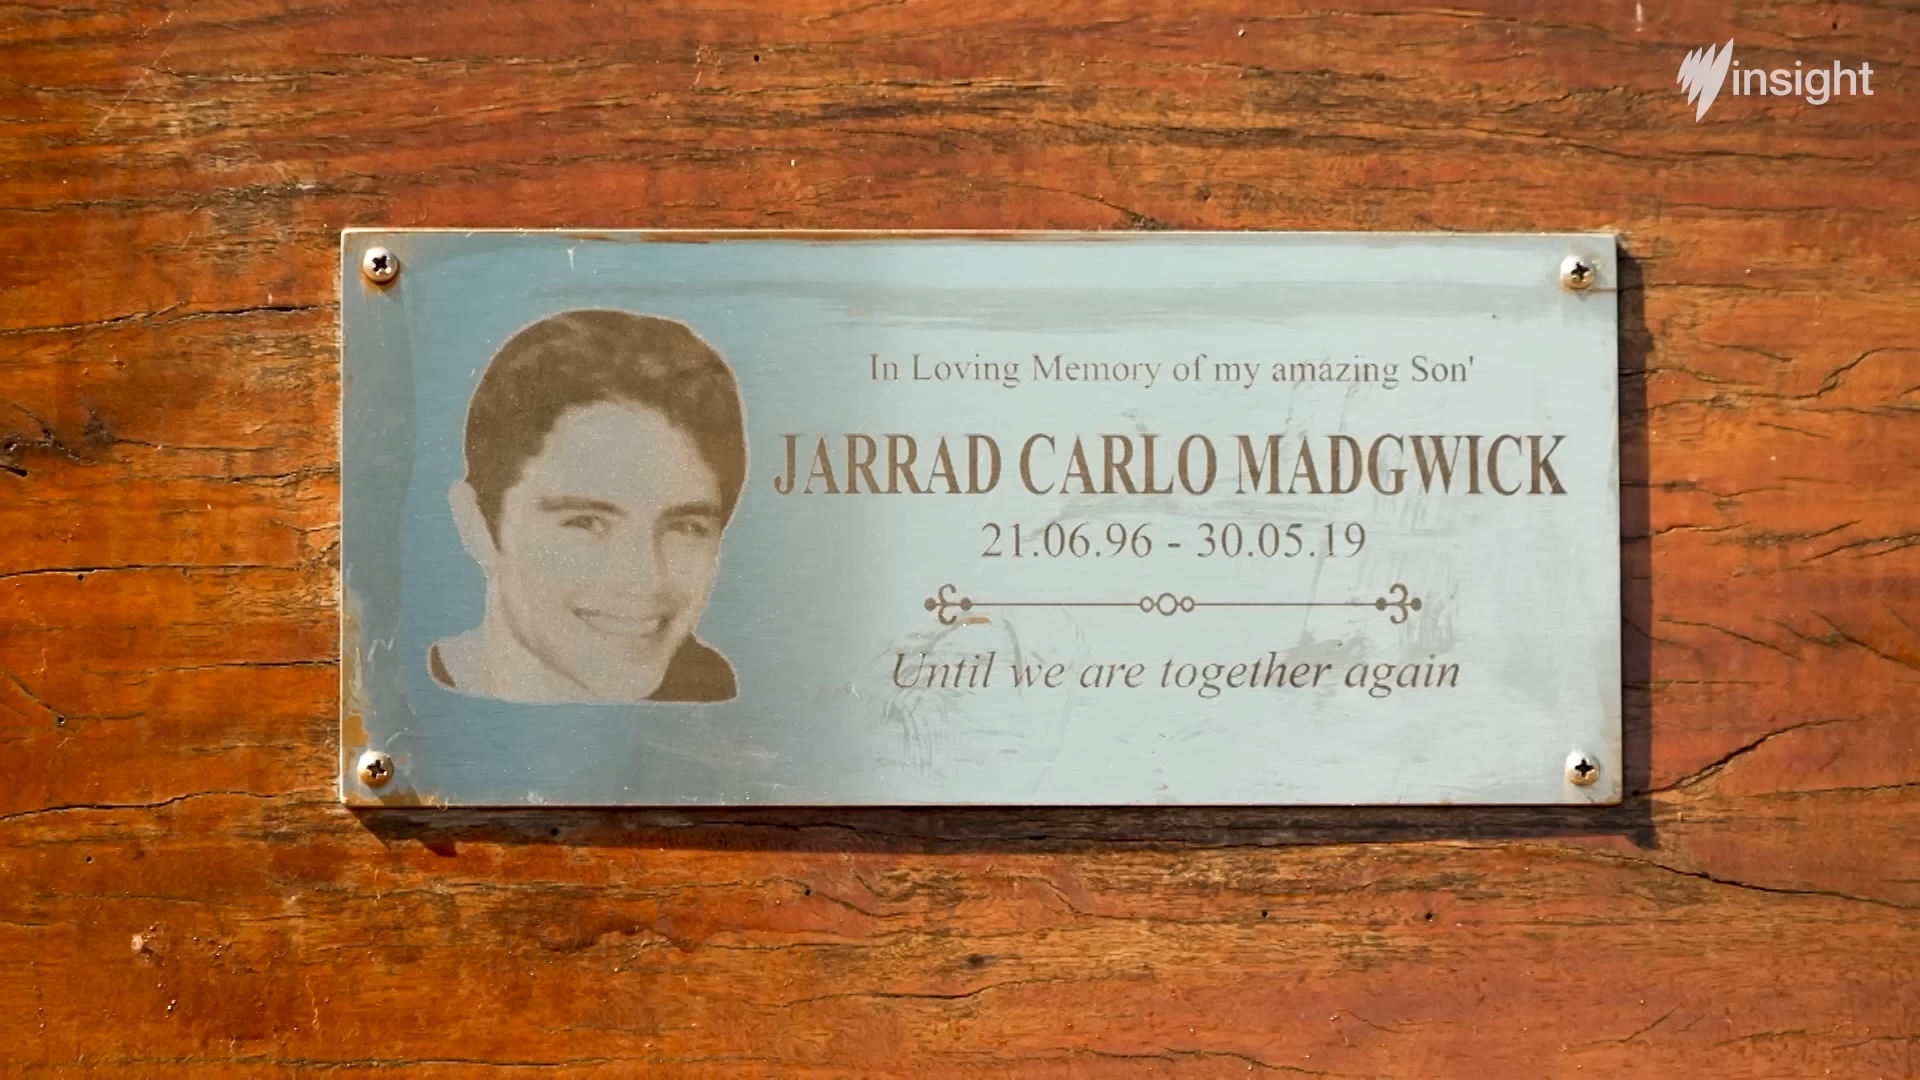 insight
In Loving Memory of my amazing Son'
JARRAD CARLO MADGWICK
21.06.96 - 30.05.19
Until we are together again